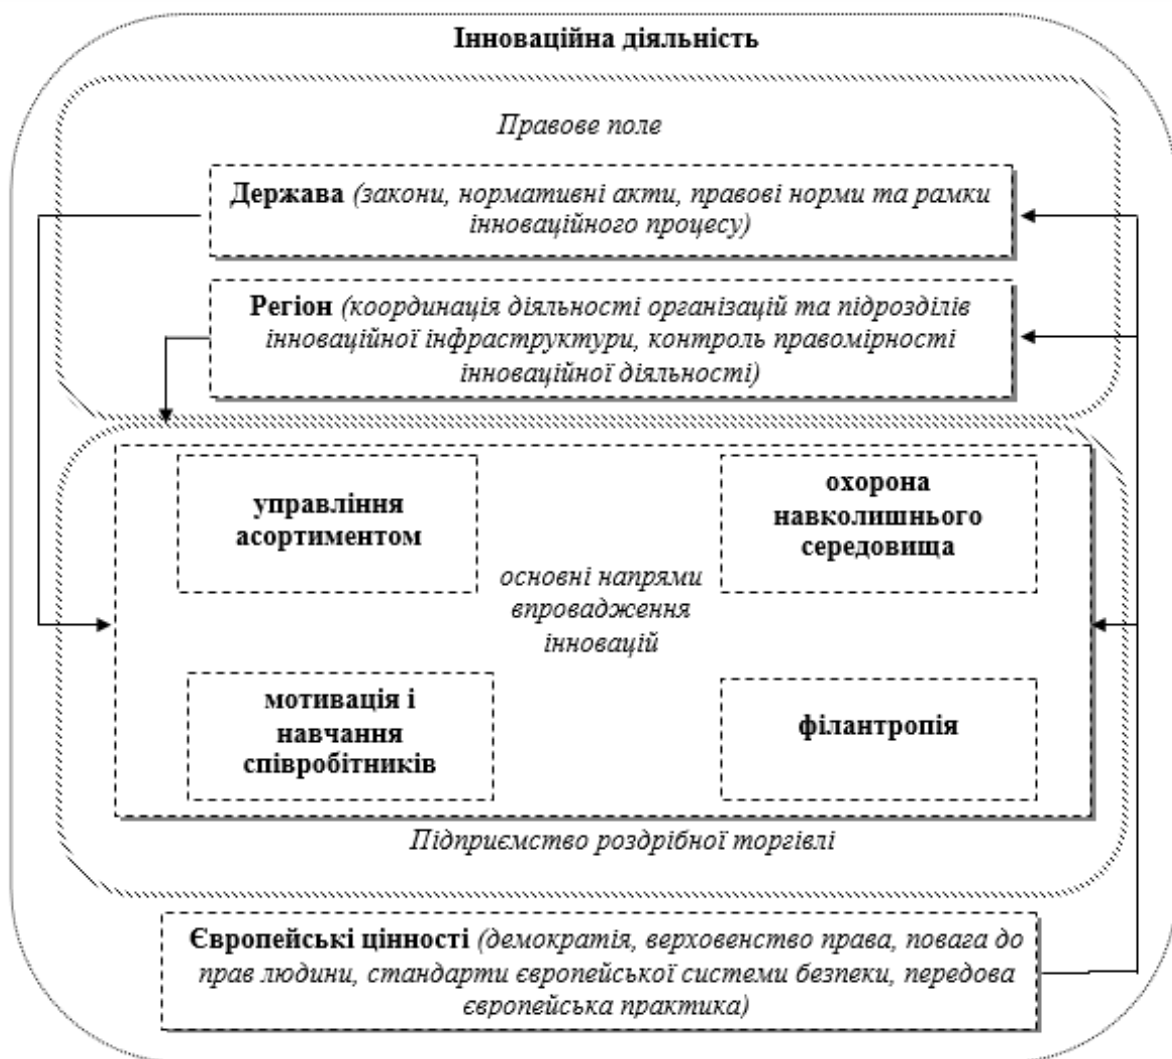 Інноваційна діяльність
Правове поле
Держава (закони, нормативні акти, правові норми та рамки
інноваційного процесу)
Регіон (координація діяльності організацій та підрозділів
інноваційної інфраструктури, контроль правомірності
інноваційної діяльності)
управління
асортиментом
охорона
навколишнього
середовища
основні напрями
впровадження
інновацій
мотивація і
навчання
співробітників
філантропія
Підприємство роздрібної торгівлі
Європейські цінності (демократія, верховенство права, повага до
прав людини, стандарти європейської системи безпеки, передова
європейська практика)